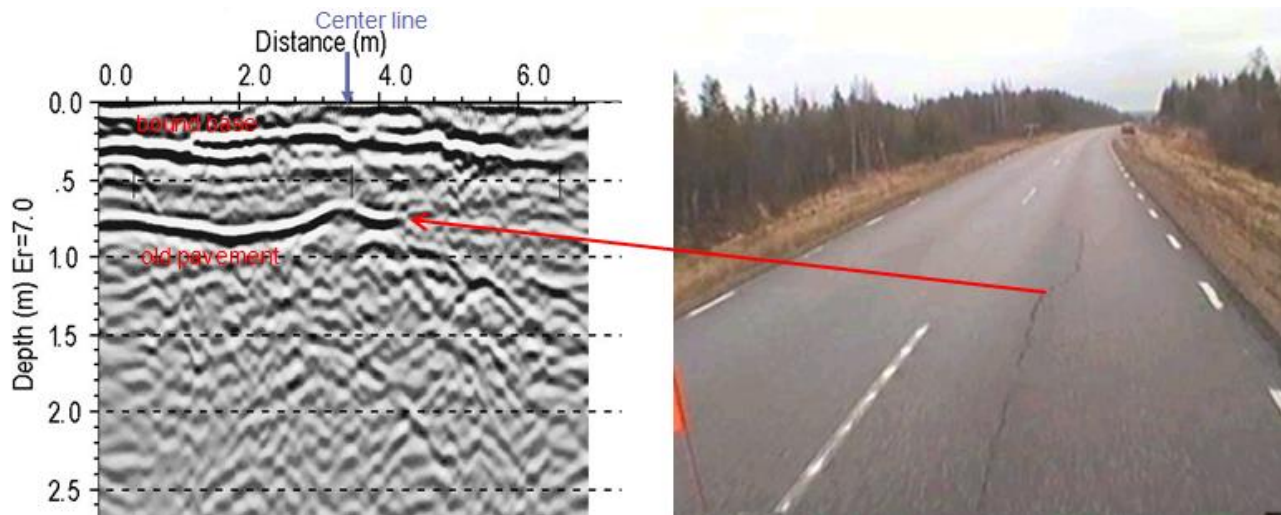 Center line
Distance (m)
0.0 2.0 4.0 6.0
0.0
bound base
.5
old pavement
1.0
1.5
2.0
2.5
Depth (m) Er=7.0